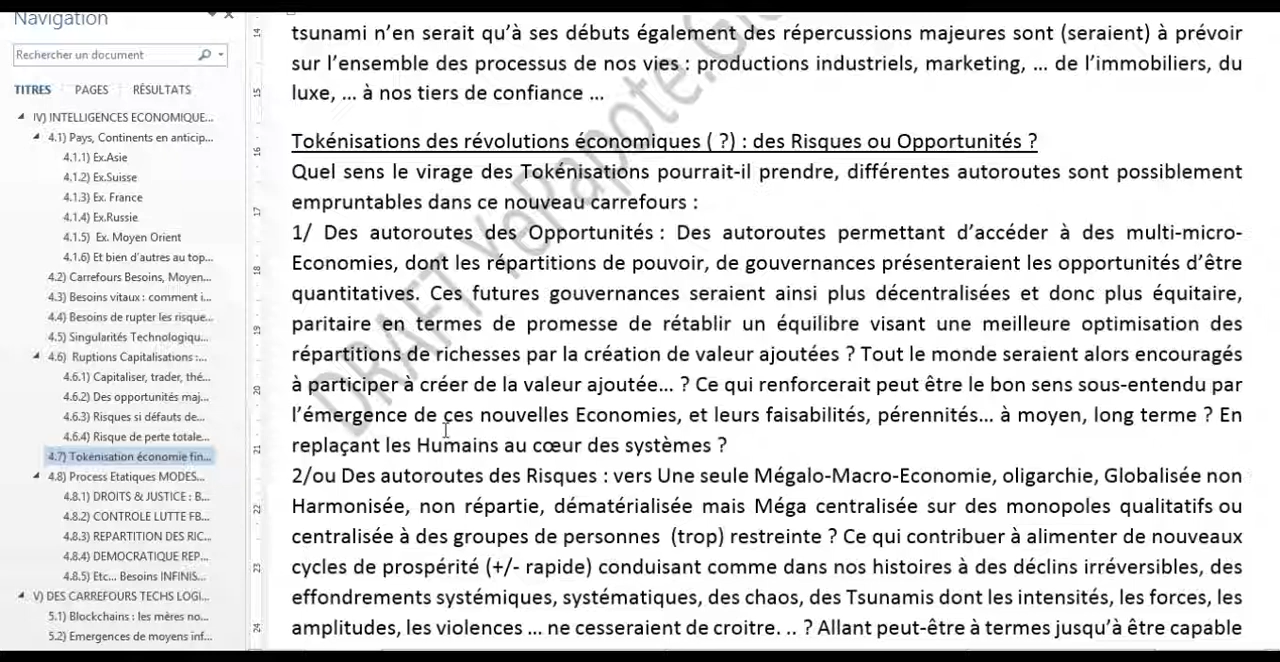 Navigation
Rechercher un document
TITRES PAGES RÉSULTATS
IV) INTELLIGENCES ECONOMIQUE...
4.1) Pays, Continents en anticip...
4.1.1) Ex.Asie
4.1.2) Ex.Suisse
4.1.3) Ex. France
4.1.4) Ex.Russie
4.1.5) Ex. Moyen Orient
4.1.6) Et bien d'autres au top...
4.2) Carrefours Besoins, Moyen...
4.3) Besoins vitaux : comment i...
4.4) Besoins de rupter les risque...
4.5) Singularités Technologiqu...
4.6) Ruptions Capitalisations :...
4.6.1) Capitaliser, trader, thé...
4.6.2) Des opportunités maj...
4.6.3) Risques si défauts de...
4.6.4) Risque de perte totale...
4.7) Tokénisation économie fin...
4.8) Process Etatiques MODES...
4.8.1) DROITS & JUSTICE : B...
4.8.2) CONTROLE LUTTE FB...
4.8.3) REPARTITION DES RIC...
4.8.4) DEMOCRATIQUE REP...
4.8.5) Etc... Besoins INFINIS...
V) DES CARREFOURS TECHS LOGI...
5.1) Blockchains : les mères no...
5.2) Emergences de moyens inf...
14
15
16
17
18
19
20
21
22
23
24
tsunami n'en serait qu'à ses débuts également des répercussions majeures sont (seraient) à prévoir
sur l'ensemble des processus de nos vies : productions industriels, marketing, ... de l'immobiliers, du
luxe, ... à nos tiers de confiance ...
Tokénisations des révolutions économiques ( ?) : des Risques ou Opportunités ?
Quel sens le virage des Tokénisations pourrait-il prendre, différentes autoroutes sont possiblement
empruntables dans ce nouveau carrefours :
1/ Des autoroutes des Opportunités : Des autoroutes permettant d'accéder à des multi-micro-
Economies, dont les répartitions de pouvoir, de gouvernances présenteraient les opportunités d'être
quantitatives. Ces futures gouvernances seraient ainsi plus décentralisées et donc plus équitaire,
paritaire en termes de promesse de rétablir un équilibre visant une meilleure optimisation des
répartitions de richesses par la création de valeur ajoutées ? Tout le monde seraient alors encouragés
à participer à créer de la valeur ajoutée... ? Ce qui renforcerait peut être le bon sens sous-entendu par
l'émergence de ces nouvelles Economies, et leurs faisabilités, pérennités... à moyen, long terme ? En
replaçant les Humains au cœur des systèmes ?
2/ou Des autoroutes des Risques : vers Une seule Mégalo-Macro-Economie, oligarchie, Globalisée non
Harmonisée, non répartie, dématérialisée mais Méga centralisée sur des monopoles qualitatifs ou
centralisée à des groupes de personnes (trop) restreinte ? Ce qui contribuer à alimenter de nouveaux
cycles de prospérité (+/- rapide) conduisant comme dans nos histoires à des déclins irréversibles, des
effondrements systémiques, systématiques, des chaos, des Tsunamis dont les intensités, les forces, les
amplitudes, les violences ... ne cesseraient de croitre. .. ? Allant peut-être à termes jusqu'à être capable
DRAFT YePapote.